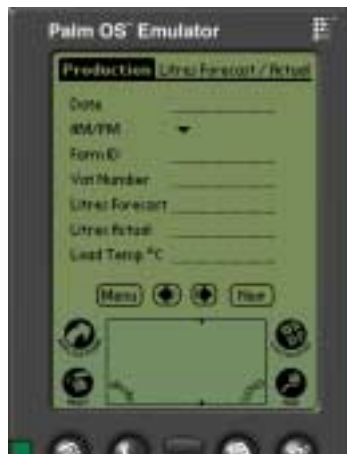 Palm OS™ Emulator
Production Litres Forecast / Actual
Date
AM/PM
Form ID
Vat Number
Litres Forecast
Litres Actual
Load Temp °C
Menu New